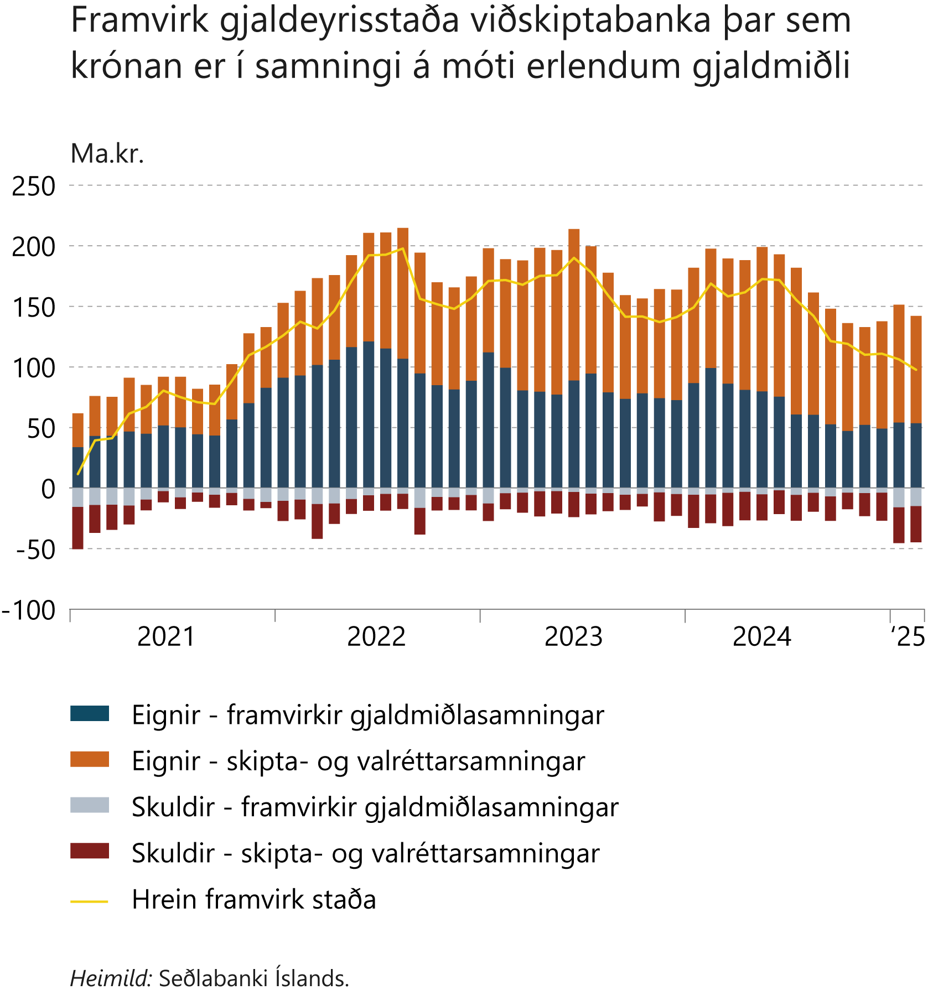 Framvirk gjaldeyrisstaða viðskiptabanka þar sem
krónan er í samningi á móti erlendum gjaldmiðli
Ma.kr.
250
200
150
100
50
0
-50
-100
2021 2022 2023 2024 ‘25
Eignir - framvirkir gjaldmiðlasamningar
Eignir - skipta- og valréttarsamningar
Skuldir - framvirkir gjaldmiðlasamningar
Skuldir - skipta- og valréttarsamningar
Hrein framvirk staða
Heimild: Seðlabanki Íslands.